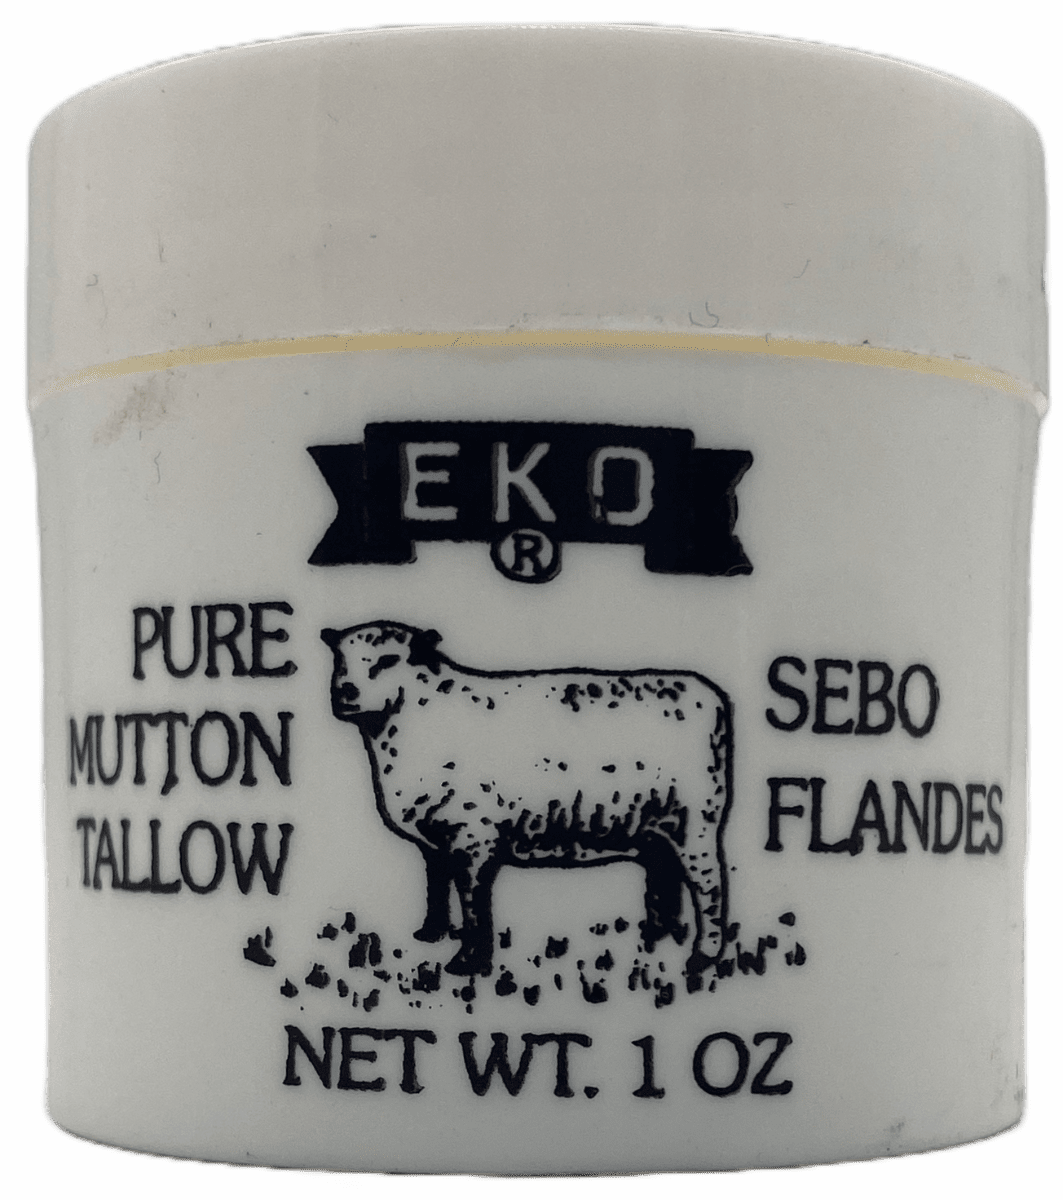 EKO
®
PURE
MUTTON
TALLOW
SEBO
FLANDES
NET WT. 1 OZ